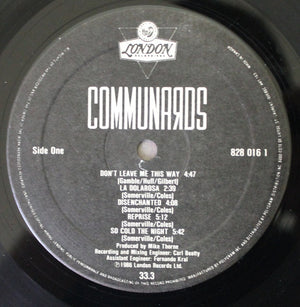 LONDON
RECORDINGS
COMMUNARDS
Side One
828 016 1
DON'T LEAVE ME THIS WAY 4:47
(Gamble/Huff/Gilbert)
LA DOLAROSA 2:39
(Somerville/Coles)
DISENCHANTED 4:08
(Somerville/Coles)
REPRISE 5:12
(Somerville/Coles)
SO COLD THE NIGHT 5:42
(Somerville/Coles)
Produced by Mike Thorne
Recording and Mixing Engineer: Carl Beatty
Assistant Engineer: Fernando Kral
℗1986 London Records Ltd.
33.3